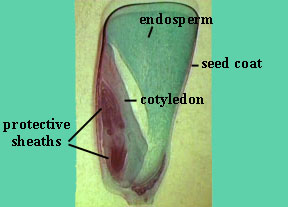 endosperm
seed coat
cotyledon
protective
sheaths